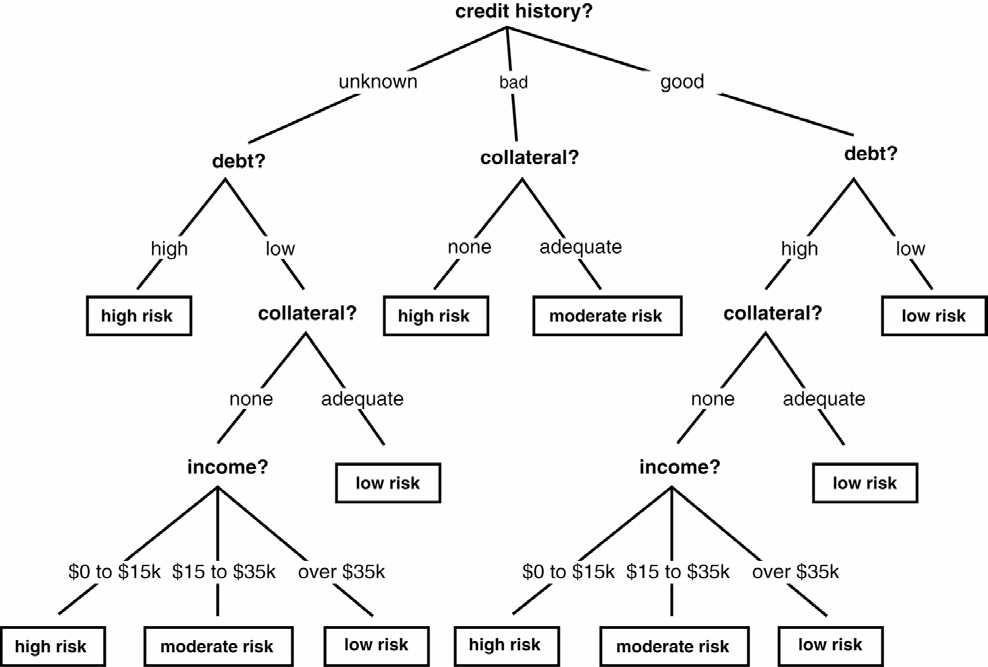 credit history?
unknown
bad
good
debt?
collateral?
debt?
high
low
none
adequate
high
low
high risk
collateral?
high risk
moderate risk
collateral?
low risk
none
adequate
none
adequate
income?
low risk
income?
low risk
$0 to $15k
$15 to $35k
over $35k
$0 to $15k
$15 to $35k
over $35k
high risk
moderate risk
low risk
high risk
moderate risk
low risk